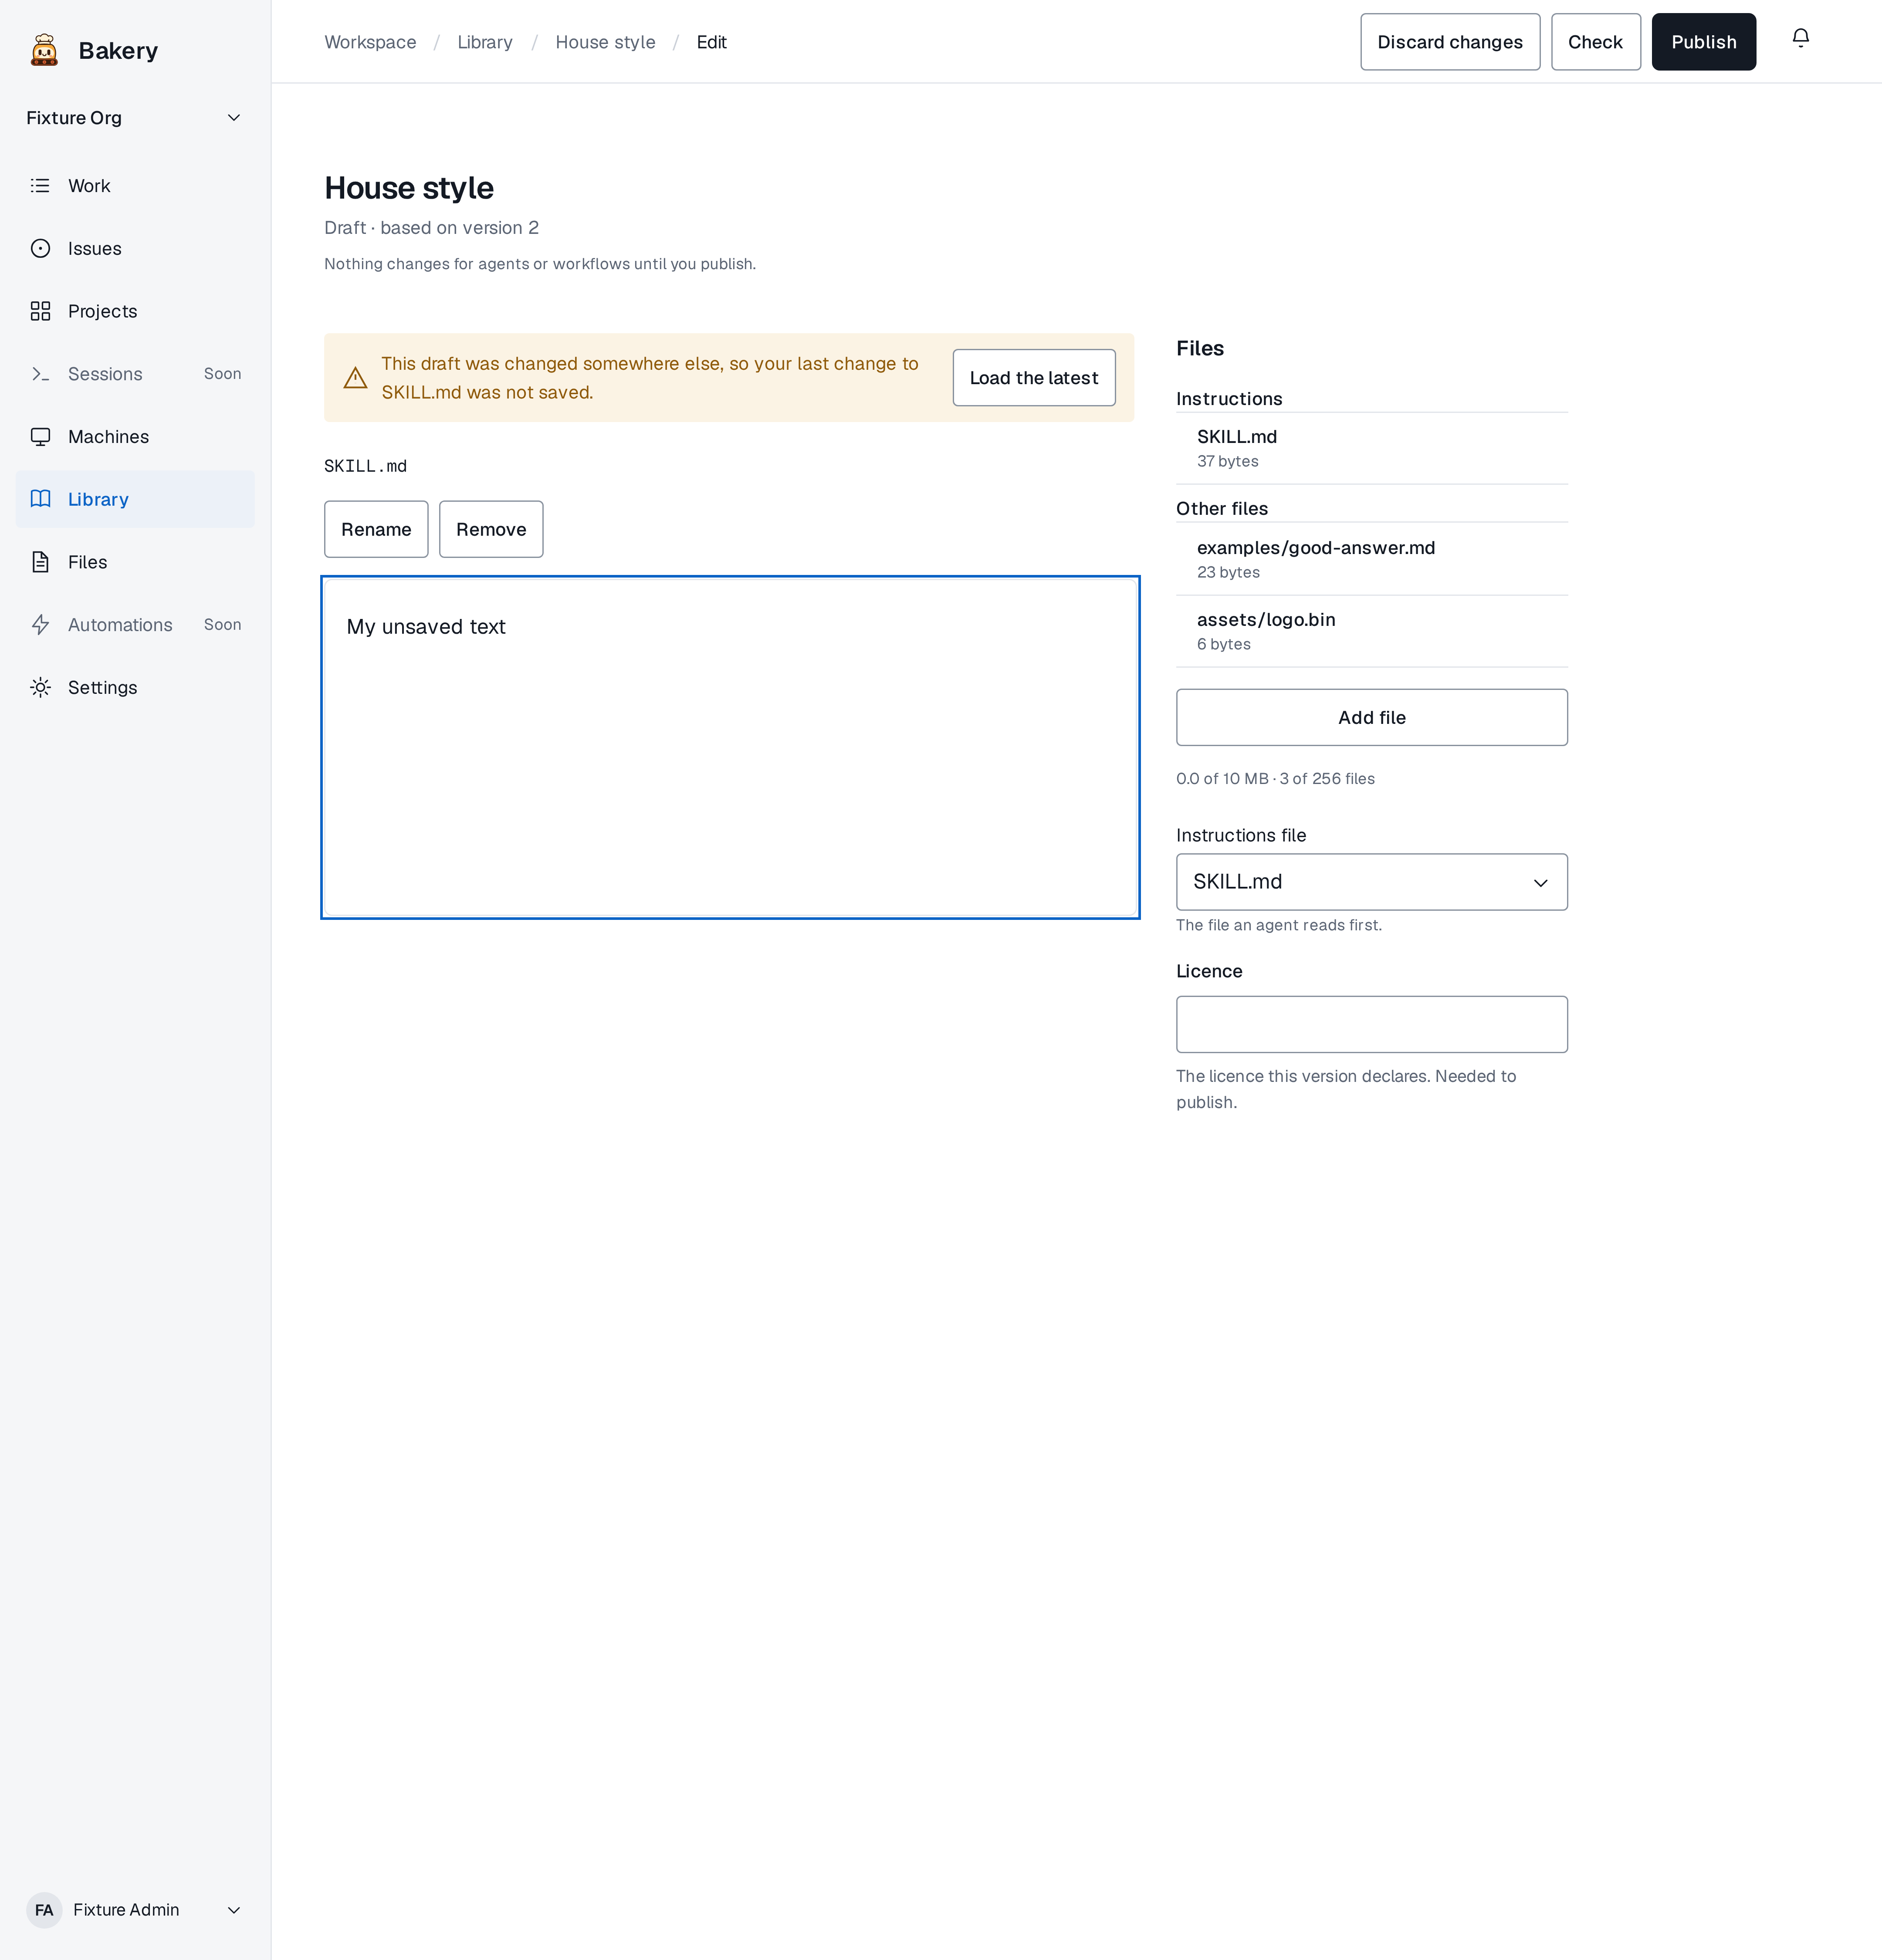 Bakery
Fixture Org
Work
Issues
Projects
Sessions Soon
Machines
Library
Files
Automations Soon
Settings
FA Fixture Admin
Workspace / Library / House style / Edit
Discard changes
Check
Publish
House style
Draft · based on version 2
Nothing changes for agents or workflows until you publish.
This draft was changed somewhere else, so your last change to
SKILL.md was not saved.
Load the latest
SKILL.md
Rename
Remove
My unsaved text
Files
Instructions
SKILL.md
37 bytes
Other files
examples/good-answer.md
23 bytes
assets/logo.bin
6 bytes
Add file
0.0 of 10 MB · 3 of 256 files
Instructions file
SKILL.md
The file an agent reads first.
Licence
The licence this version declares. Needed to
publish.